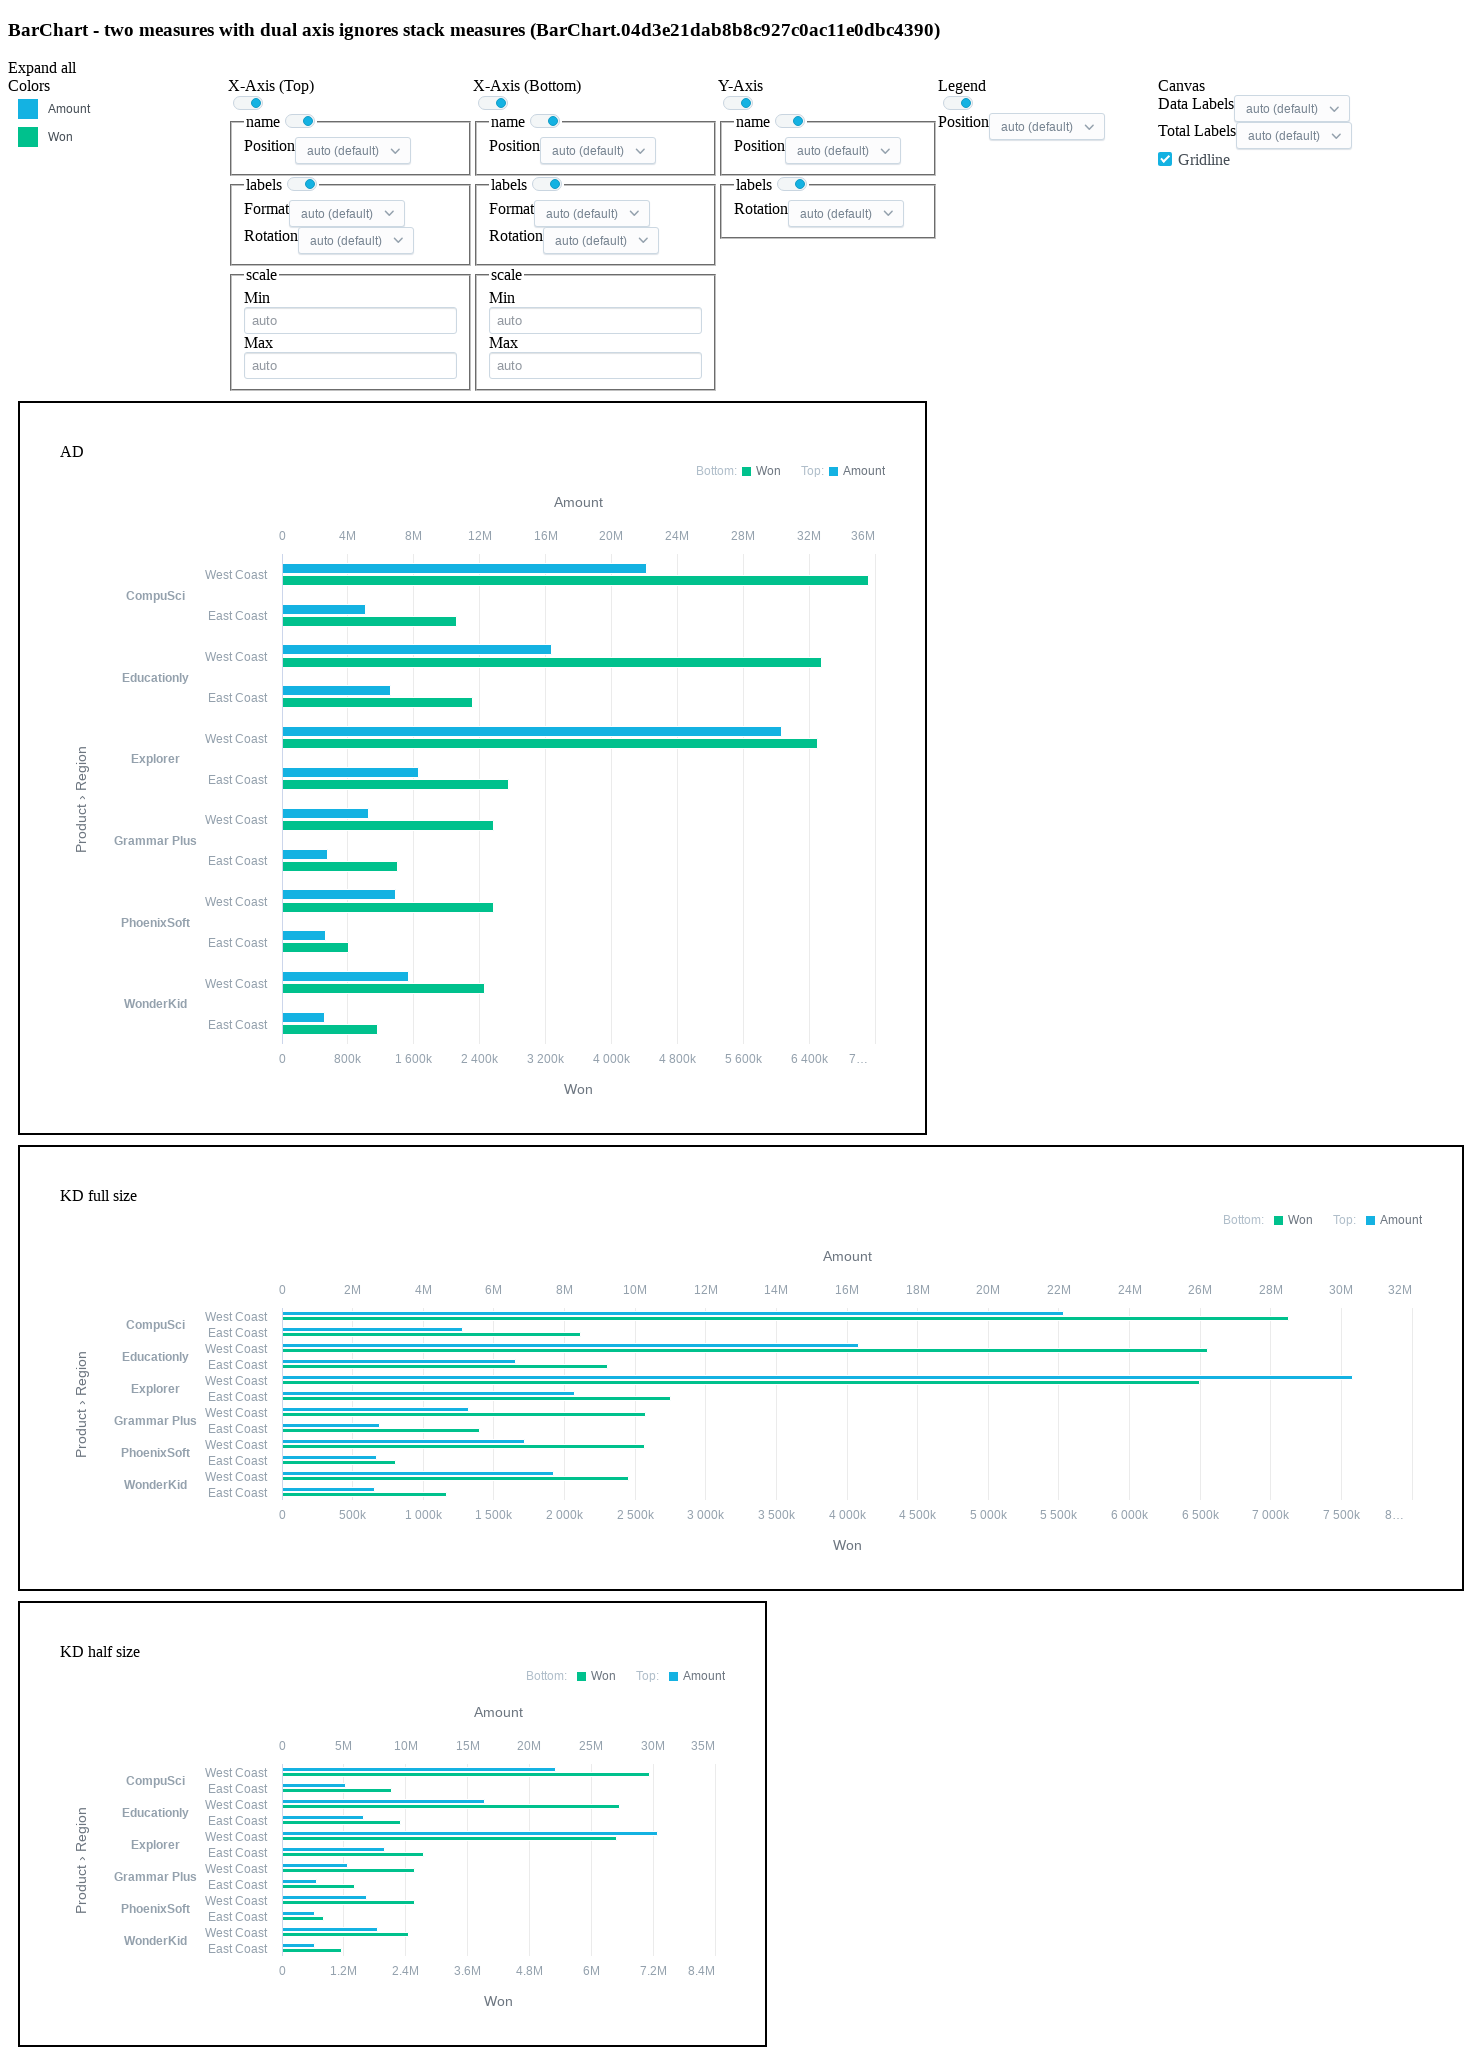 BarChart - two measures with dual axis ignores stack measures (BarChart.04d3e21dab8b8c927c0ac11e0dbc4390)
Expand all
Colors
Amount
Won
X-Axis (Top)
name
Position auto (default)
labels
Format auto (default)
Rotation auto (default)
scale
Min
auto
Max
auto
X-Axis (Bottom)
name
Position auto (default)
labels
Format auto (default)
Rotation auto (default)
scale
Min
auto
Max
auto
Y-Axis
name
Position auto (default)
labels
Rotation auto (default)
Legend
Position auto (default)
Canvas
Data Labels auto (default)
Total Labels auto (default)
Gridline
AD
Bottom: Won Top: Amount
Amount
0 4M 8M 12M 16M 20M 24M 28M 32M 36M
Product › Region
CompuSci
West Coast
East Coast
Educationly
West Coast
East Coast
Explorer
West Coast
East Coast
Grammar Plus
West Coast
East Coast
PhoenixSoft
West Coast
East Coast
WonderKid
West Coast
East Coast
0 800k 1 600k 2 400k 3 200k 4 000k 4 800k 5 600k 6 400k 7…
Won
KD full size
Bottom: Won Top: Amount
Amount
0 2M 4M 6M 8M 10M 12M 14M 16M 18M 20M 22M 24M 26M 28M 30M 32M
Product › Region
CompuSci
West Coast
East Coast
Educationly
West Coast
East Coast
Explorer
West Coast
East Coast
Grammar Plus
West Coast
East Coast
PhoenixSoft
West Coast
East Coast
WonderKid
West Coast
East Coast
0 500k 1 000k 1 500k 2 000k 2 500k 3 000k 3 500k 4 000k 4 500k 5 000k 5 500k 6 000k 6 500k 7 000k 7 500k 8…
Won
KD half size
Bottom: Won Top: Amount
Amount
0 5M 10M 15M 20M 25M 30M 35M
Product › Region
CompuSci
West Coast
East Coast
Educationly
West Coast
East Coast
Explorer
West Coast
East Coast
Grammar Plus
West Coast
East Coast
PhoenixSoft
West Coast
East Coast
WonderKid
West Coast
East Coast
0 1.2M 2.4M 3.6M 4.8M 6M 7.2M 8.4M
Won